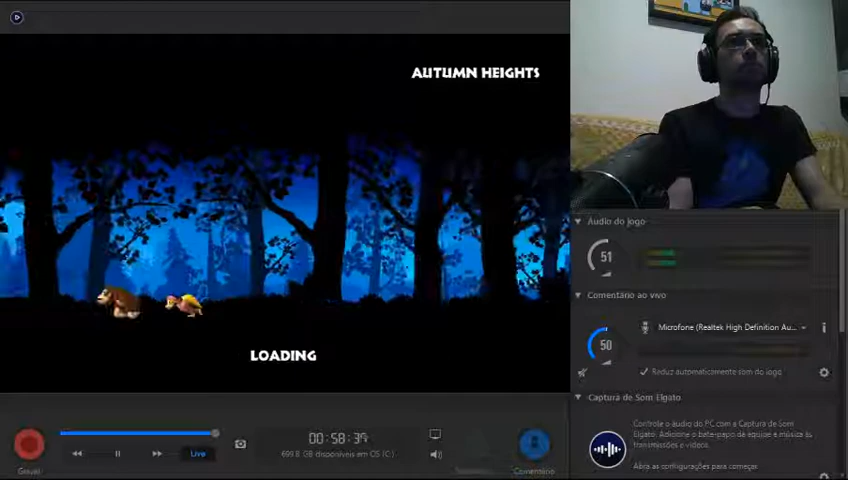 AUTUMN HEIGHTS
LOADING
Áudio do jogo
51
Comentário ao vivo
Microfone (Realtek High Definition Au...
50
Reduz automaticamente som do jogo
Captura de Som Elgato
Controle o áudio do PC com a Captura de Som
Elgato. Adicione o bate-papo de equipe e música às
transmissões e vídeos.
Abra as configurações para começar.
Live
00:58:39
699.8 GB disponíveis em OS (C:)
Gravar
Comentário